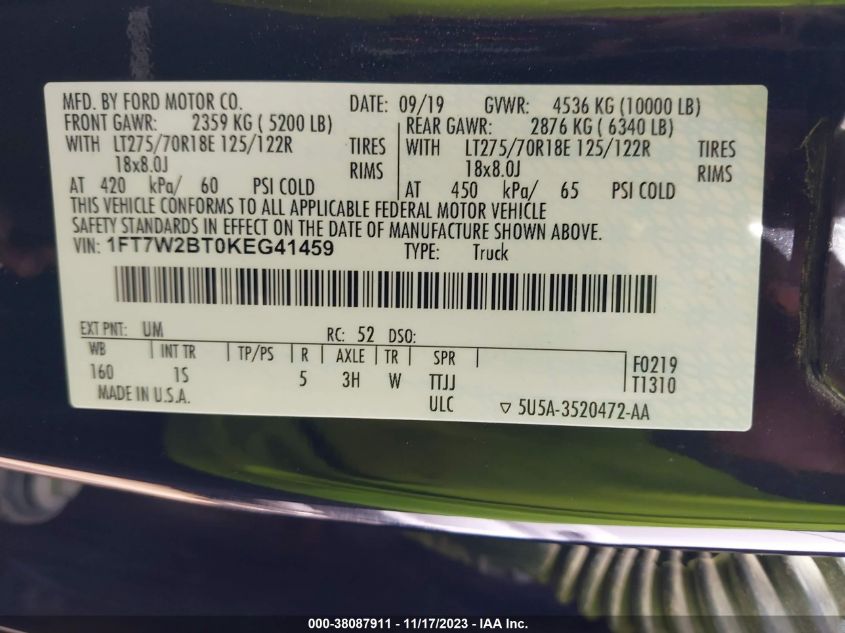 MFD. BY FORD MOTOR CO. DATE: 09/19 GVWR: 4536 KG (10000 LB)
FRONT GAWR: 2359 KG ( 5200 LB) REAR GAWR: 2876 KG ( 6340 LB)
WITH LT275/70R18E 125/122R TIRES WITH LT275/70R18E 125/122R TIRES
18x8.0J RIMS 18x8.0J RIMS
AT 420 kPa/ 60 PSI COLD AT 450 kPa/ 65 PSI COLD
THIS VEHICLE CONFORMS TO ALL APPLICABLE FEDERAL MOTOR VEHICLE
SAFETY STANDARDS IN EFFECT ON THE DATE OF MANUFACTURE SHOWN ABOVE.
VIN: 1FT7W2BT0KEG41459 TYPE: Truck
EXT PNT: UM RC: 52 DSO:
WB INT TR TP/PS R AXLE TR SPR F0219
160 1S 5 3H W TTJJ T1310
MADE IN U.S.A. ULC ▽ 5U5A-3520472-AA
000-38087911 - 11/17/2023 - IAA Inc.